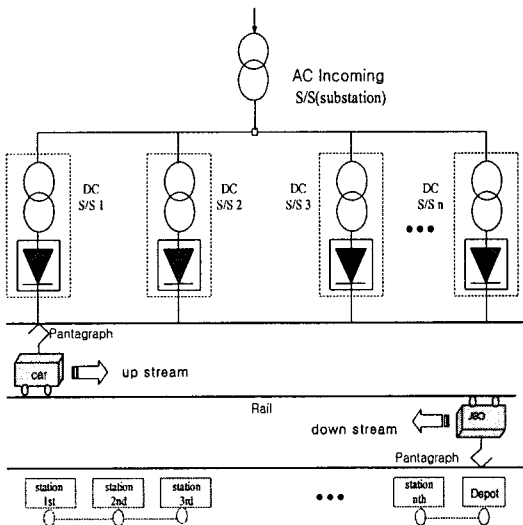 AC Incoming
S/S(substation)
DC
S/S 1
DC
S/S 2
DC
S/S 3
DC
S/S n
•••
Pantagraph
car
up stream
Rail
down stream
car
Pantagraph
station
1st
station
2nd
station
3rd
•••
station
nth
Depot